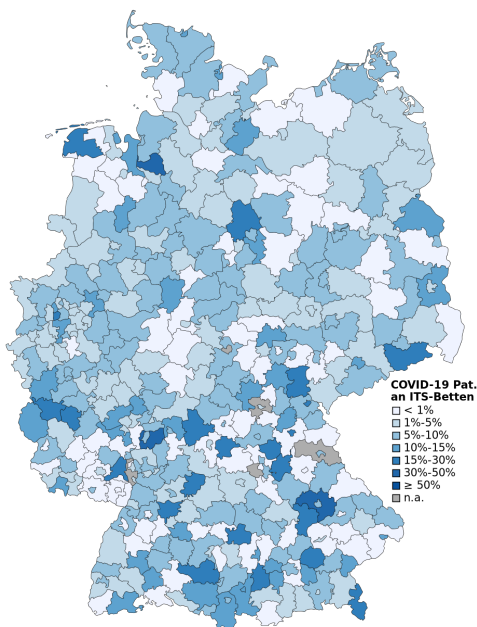 COVID-19 Pat.
an ITS-Betten
< 1%
1%-5%
5%-10%
10%-15%
15%-30%
30%-50%
≥ 50%
n.a.